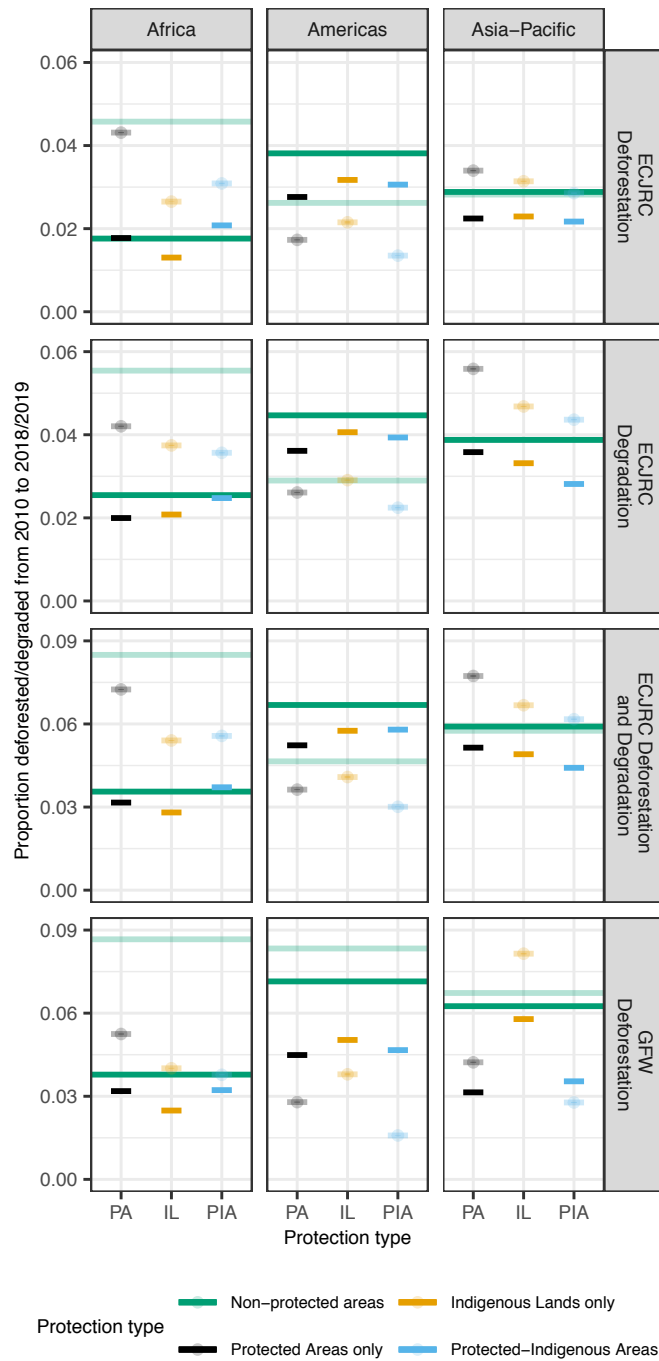 Africa
Americas
Asia−Pacific
Proportion deforested/degraded from 2010 to 2018/2019
0.06
0.04
0.02
0.00
ECJRC
Deforestation
0.06
0.04
0.02
0.00
ECJRC
Degradation
0.09
0.06
0.03
0.00
ECJRC Deforestation
and Degradation
0.09
0.06
0.03
0.00
GFW
Deforestation
PA IL PIA
PA IL PIA
PA IL PIA
Protection type
Protection type
Non−protected areas
Protected Areas only
Indigenous Lands only
Protected−Indigenous Areas